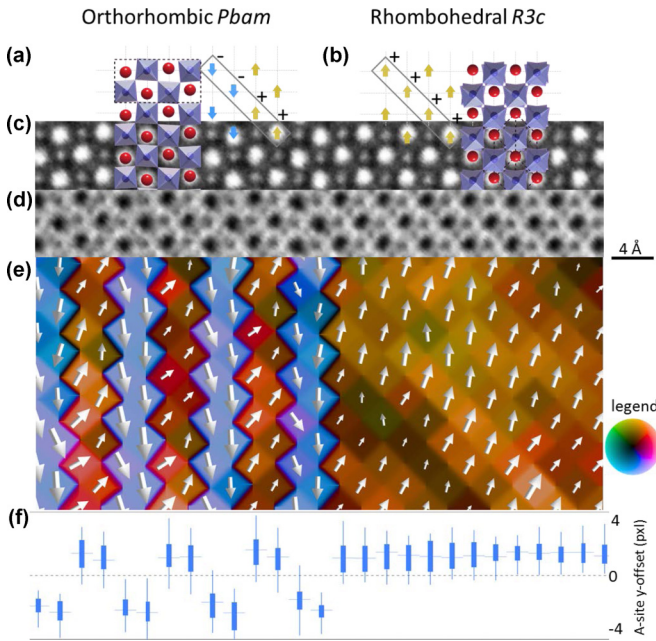 Orthorhombic Pbam
Rhombohedral R3c
(a)
(b)
- - + +
+ + + +
(c)
(d)
4 Å
(e)
legend
(f)
4
0
-4
A-site y-offset (pxl)